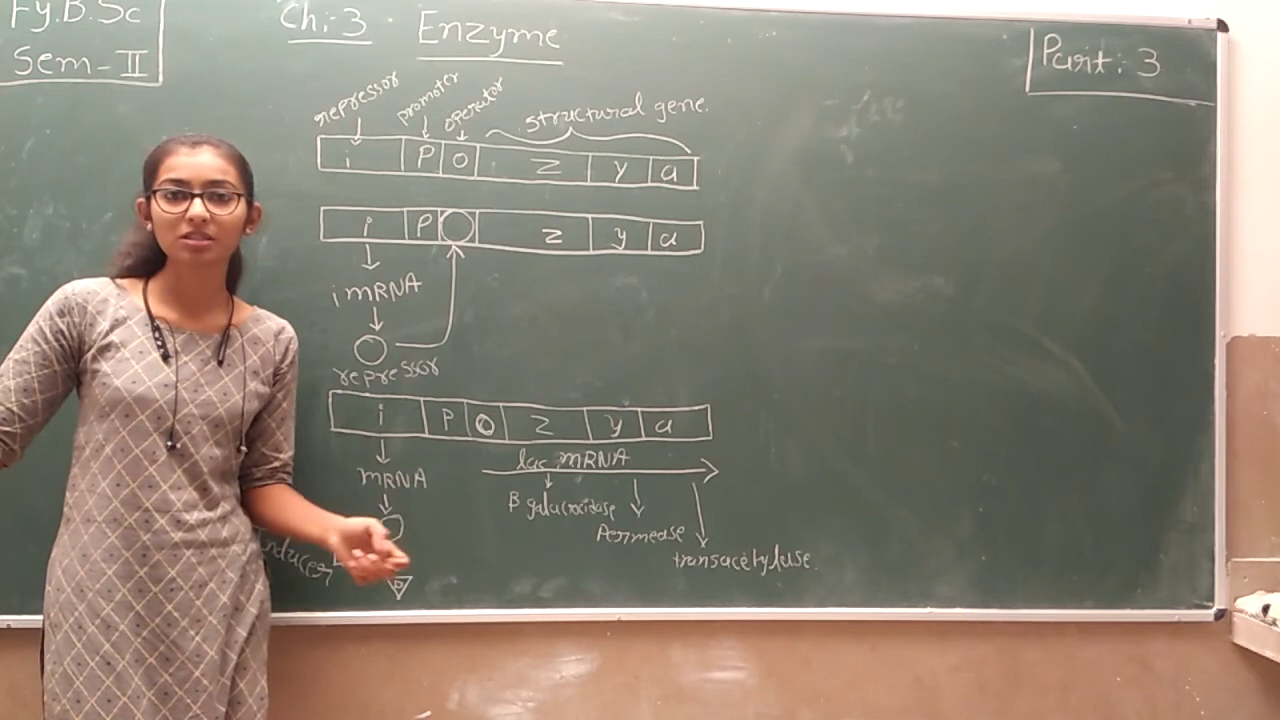 Fy.B.Sc
Sem-II
Ch:3 Enzyme
Part: 3
repressor promoter operator structural gene.
i P O Z y a
i P Z y a
i mRNA
repressor
i P O Z y a
lac mRNA
mRNA
β galactosidase
Permease
transacetylase.
Inducer